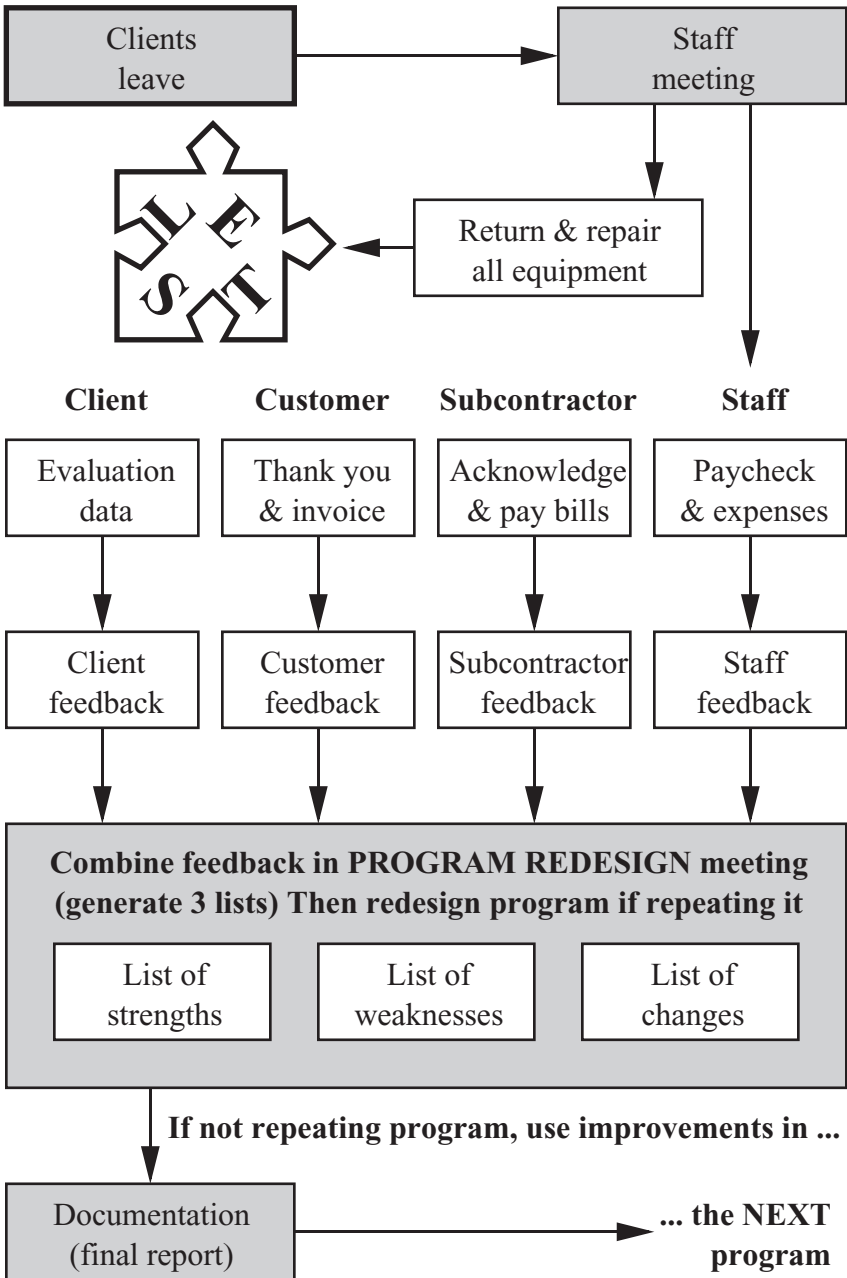 Clients
leave
Staff
meeting
L E
S T
Return & repair
all equipment
Client
Customer
Subcontractor
Staff
Evaluation
data
Thank you
& invoice
Acknowledge
& pay bills
Paycheck
& expenses
Client
feedback
Customer
feedback
Subcontractor
feedback
Staff
feedback
Combine feedback in PROGRAM REDESIGN meeting
(generate 3 lists) Then redesign program if repeating it
List of
strengths
List of
weaknesses
List of
changes
If not repeating program, use improvements in ...
Documentation
(final report)
... the NEXT
program